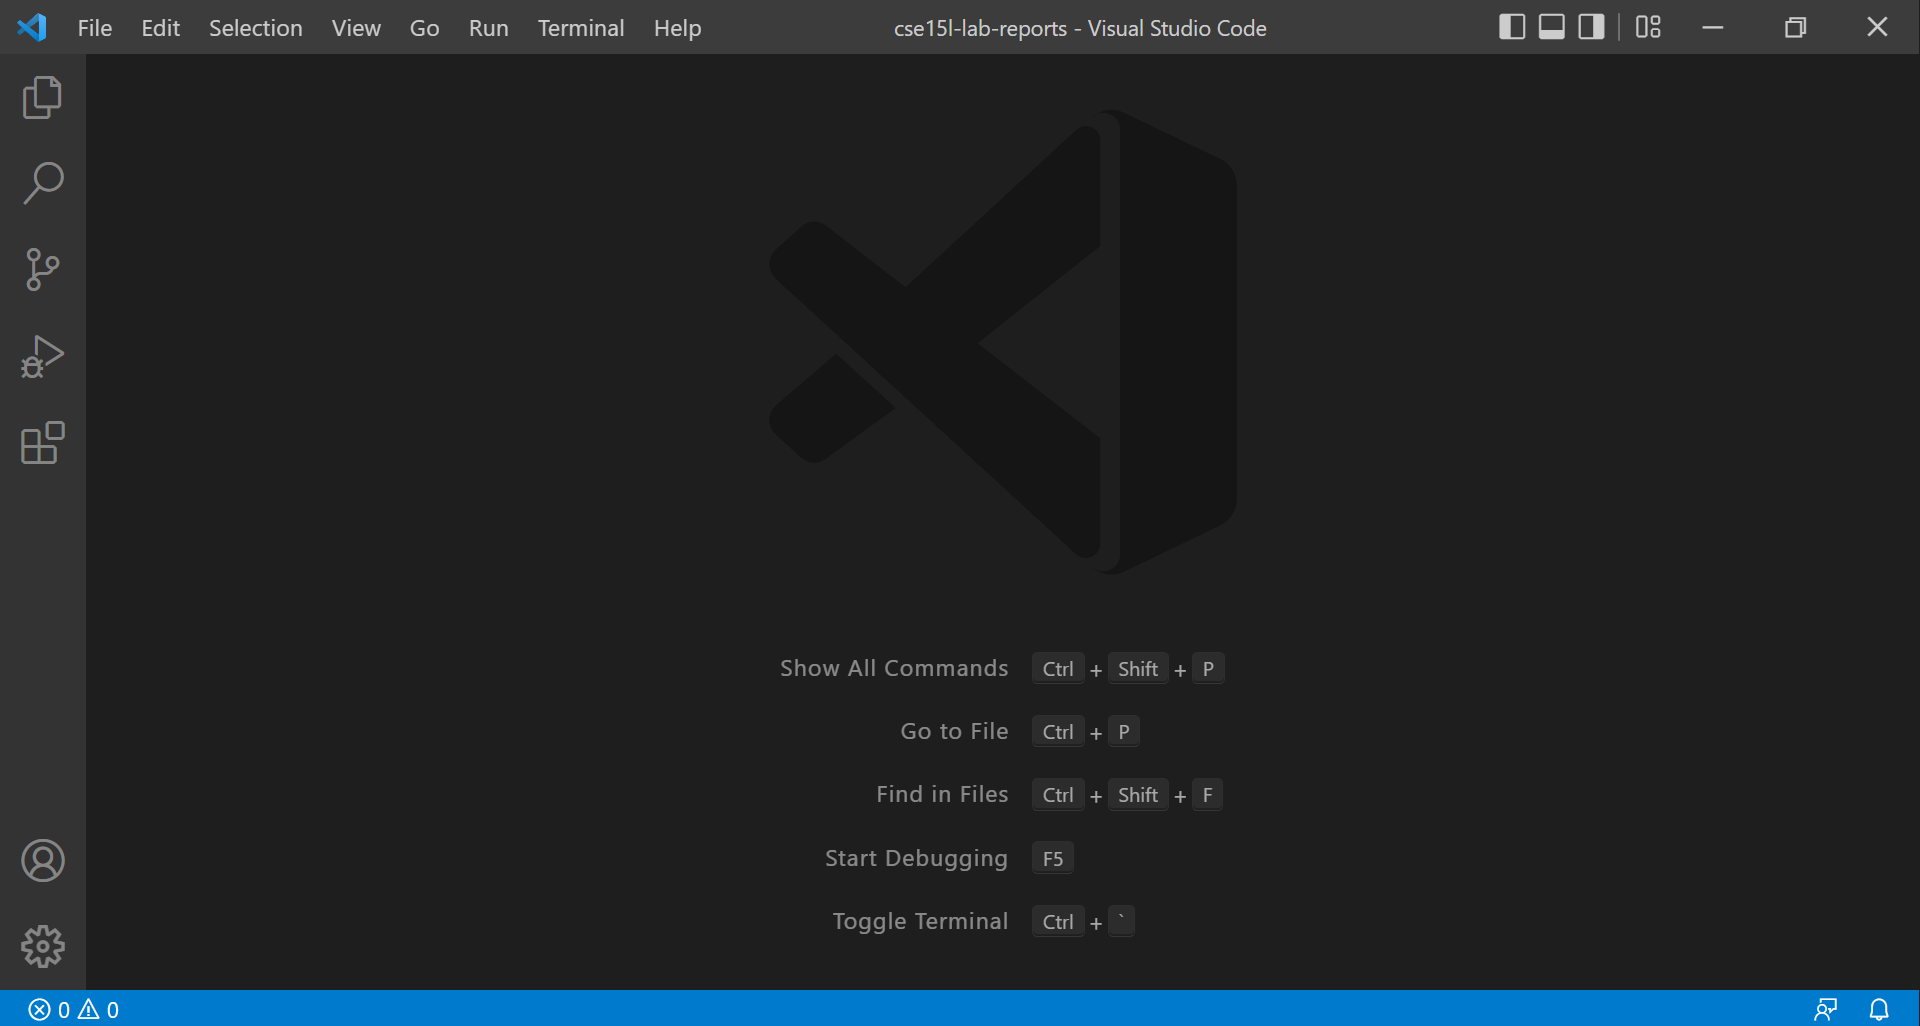 File Edit Selection View Go Run Terminal Help cse15l-lab-reports - Visual Studio Code
Show All Commands Ctrl + Shift + P
Go to File Ctrl + P
Find in Files Ctrl + Shift + F
Start Debugging F5
Toggle Terminal Ctrl + `
0 0